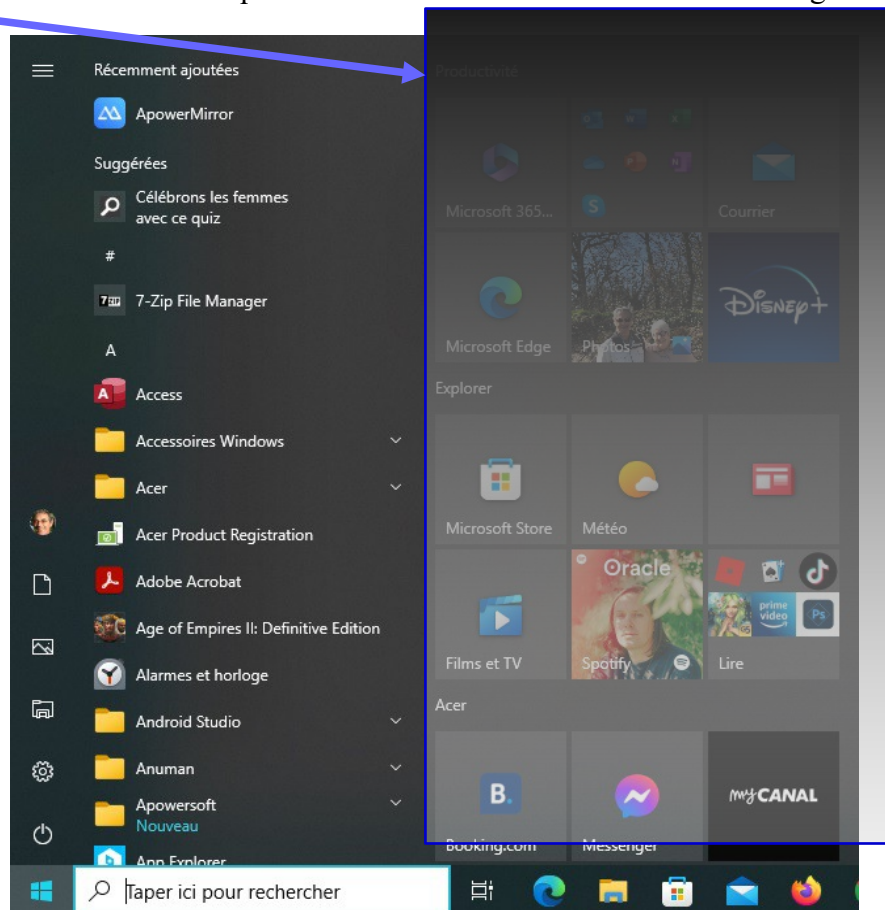 Récemment ajoutées
ApowerMirror
Suggérées
Célébrons les femmes
avec ce quiz
#
7-Zip File Manager
A
Access
Accessoires Windows
Acer
Acer Product Registration
Adobe Acrobat
Age of Empires II: Definitive Edition
Alarmes et horloge
Android Studio
Anuman
Apowersoft
Nouveau
App Explorer
Productivité
Microsoft 365...
Courrier
Microsoft Edge
Photos
Disney+
Explorer
Microsoft Store
Météo
Films et TV
Oracle
Spotify
prime
video
Ps
Lire
Acer
B.
Booking.com
Messenger
myCANAL
Taper ici pour rechercher